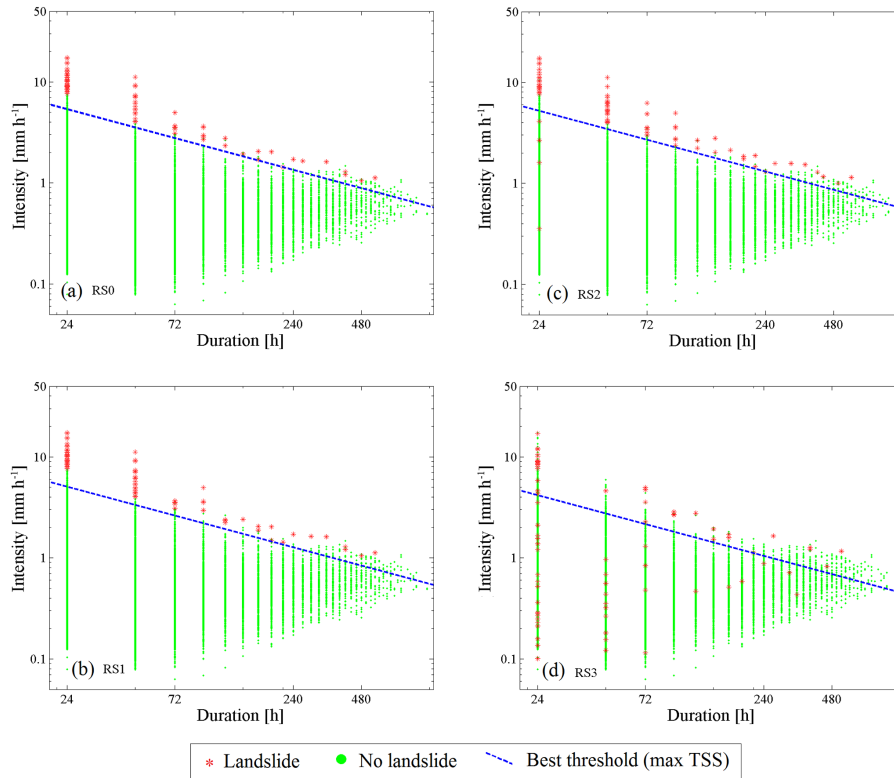 50
10
1
0.1
Intensity [mm h-1]
(a) RS0
24
72
240
480
Duration [h]
50
10
1
0.1
Intensity [mm h-1]
(c) RS2
24
72
240
480
Duration [h]
50
10
1
0.1
Intensity [mm h-1]
(b) RS1
24
72
240
480
Duration [h]
50
10
1
0.1
Intensity [mm h-1]
(d) RS3
24
72
240
480
Duration [h]
Landslide
No landslide
Best threshold (max TSS)